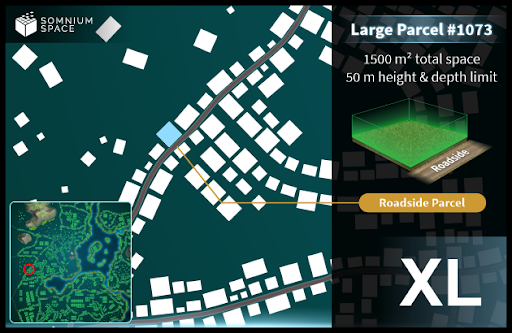 SOMNIUM
SPACE
Large Parcel #1073
1500 m² total space
50 m height & depth limit
Roadside
Roadside Parcel
XL